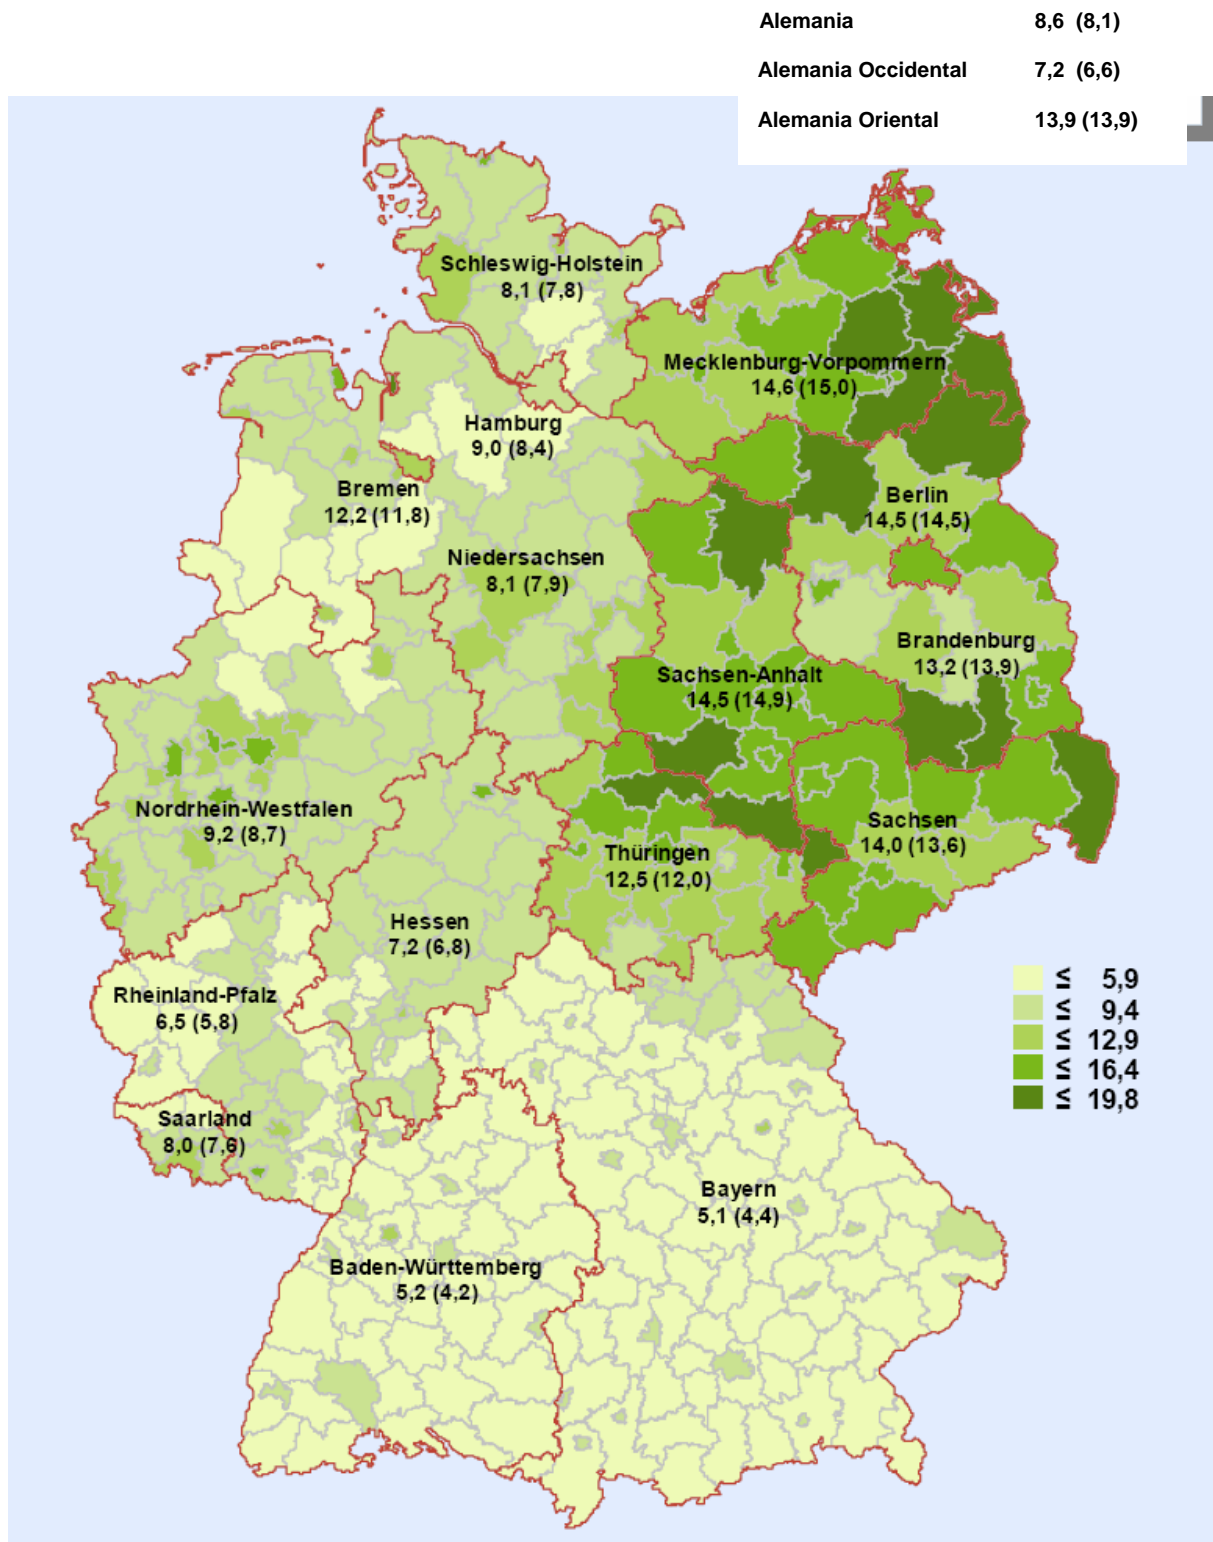 Alemania 8,6 (8,1)
Alemania Occidental 7,2 (6,6)
Alemania Oriental 13,9 (13,9)
Schleswig-Holstein
8,1 (7,8)
Mecklenburg-Vorpommern
14,6 (15,0)
Hamburg
9,0 (8,4)
Bremen
12,2 (11,8)
Berlin
14,5 (14,5)
Niedersachsen
8,1 (7,9)
Brandenburg
13,2 (13,9)
Sachsen-Anhalt
14,5 (14,9)
Nordrhein-Westfalen
9,2 (8,7)
Sachsen
14,0 (13,6)
Thüringen
12,5 (12,0)
Hessen
7,2 (6,8)
Rheinland-Pfalz
6,5 (5,8)
≤ 5,9
≤ 9,4
≤ 12,9
≤ 16,4
≤ 19,8
Saarland
8,0 (7,6)
Bayern
5,1 (4,4)
Baden-Württemberg
5,2 (4,2)